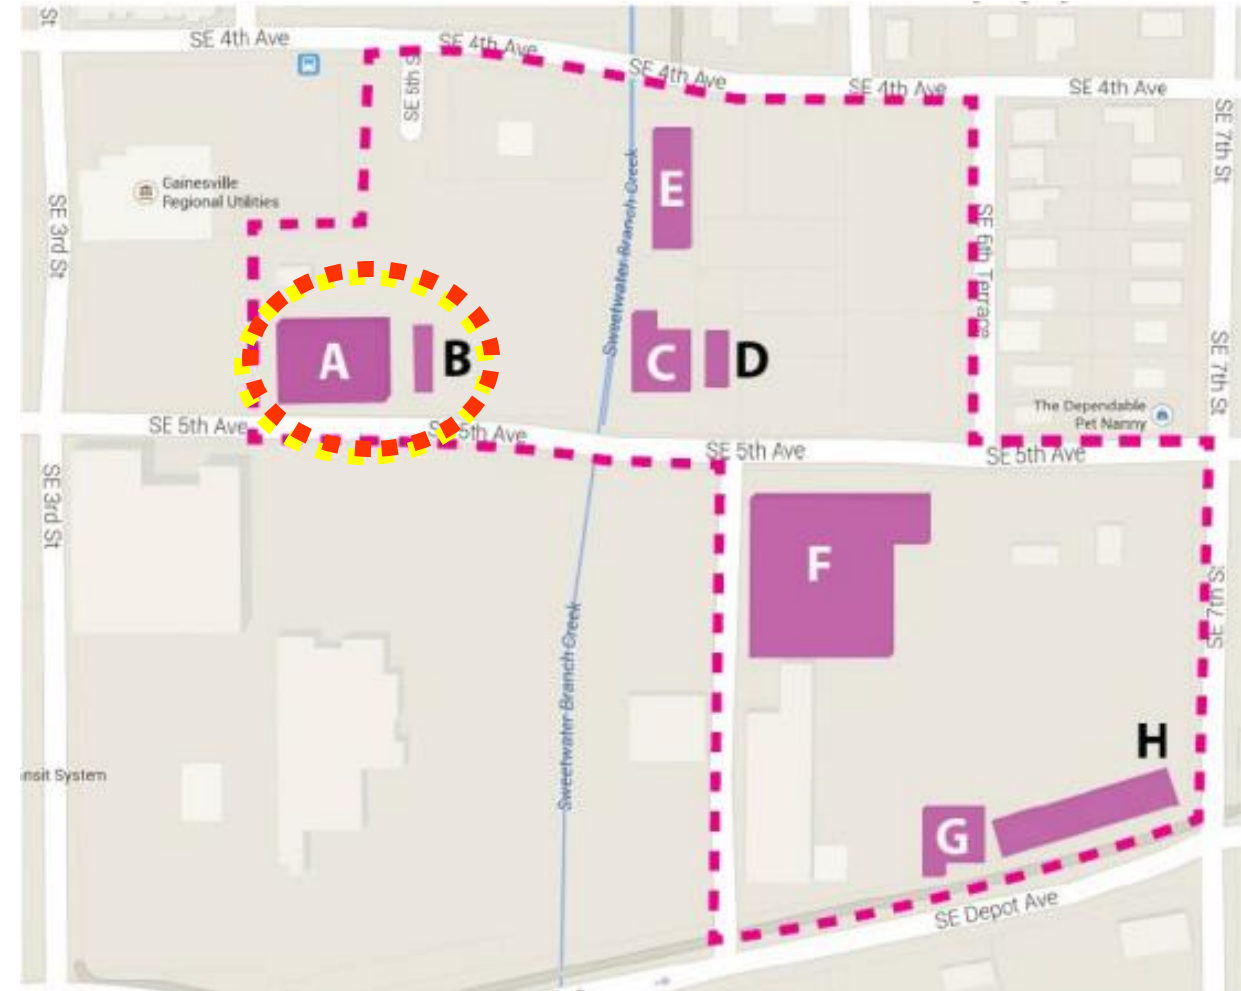 St
SE 4th Ave
SE 4th Ave
SE 4th Ave
SE 4th Ave
SE 4th Ave
SE 6th S
SE 7th St
Gainesville
Regional Utilities
E
Sweetwater Branch Creek
SE 3rd St
SE 6th Terrace
A
B
C
D
SE 7th St
The Dependable
Pet Nanny
SE 5th Ave
SE 5th Ave
SE 5th Ave
SE 5th Ave
SE 3rd St
F
SE 7th S
Sweetwater Branch Creek
H
nsit System
G
SE Depot Ave